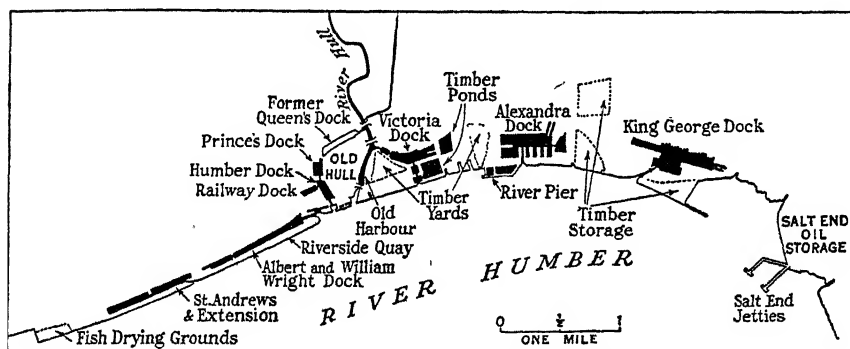 River Hull
Former
Queen's Dock
Prince's Dock
Humber Dock
Railway Dock
OLD
HULL
Victoria
Dock
Timber
Ponds
Alexandra
Dock
King George Dock
Old
Harbour
Timber
Yards
River Pier
Timber
Storage
SALT END
OIL
STORAGE
Riverside Quay
Albert and William
Wright Dock
St. Andrews
& Extension
Fish Drying Grounds
RIVER HUMBER
Salt End
Jetties
0 ½ 1
ONE MILE